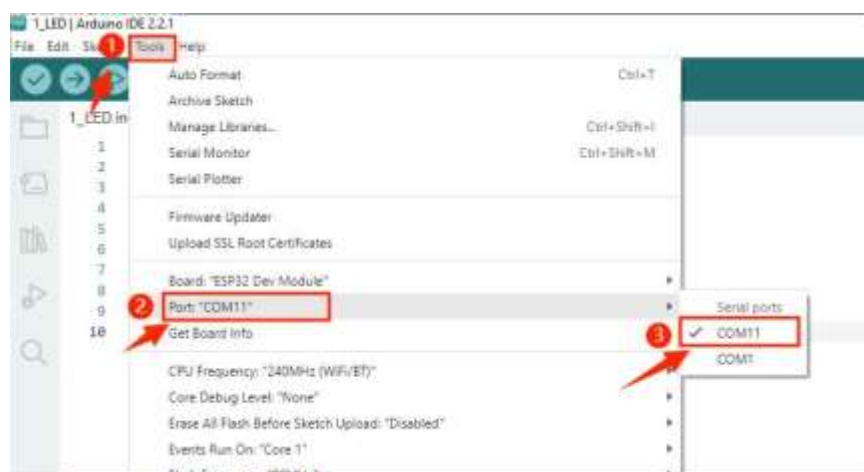 1_LED | Arduino IDE 2.2.1
File Edit Tools Help
1
Auto Format Ctrl+T
Archive Sketch
1_LED.in
Manage Libraries... Ctrl+Shift+I
Serial Monitor Ctrl+Shift+M
Serial Plotter
Firmware Updater
Upload SSL Root Certificates
Board: "ESP32 Dev Module"
2 Port: "COM11"
Get Board Info
Serial ports
3 COM11
COM1
CPU Frequency: "240MHz (WiFi/BT)"
Core Debug Level: "None"
Erase All Flash Before Sketch Upload: "Disabled"
Events Run On: "Core 1"
1
2
3
4
5
6
7
8
9
10